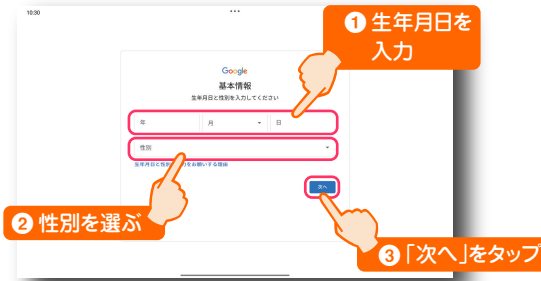 10:30
❶ 生年月日を
入力
Google
基本情報
生年月日と性別を入力してください
年
月
日
性別
生年月日と性別の入力をお願いする理由
次へ
❷ 性別を選ぶ
❸「次へ」をタップ